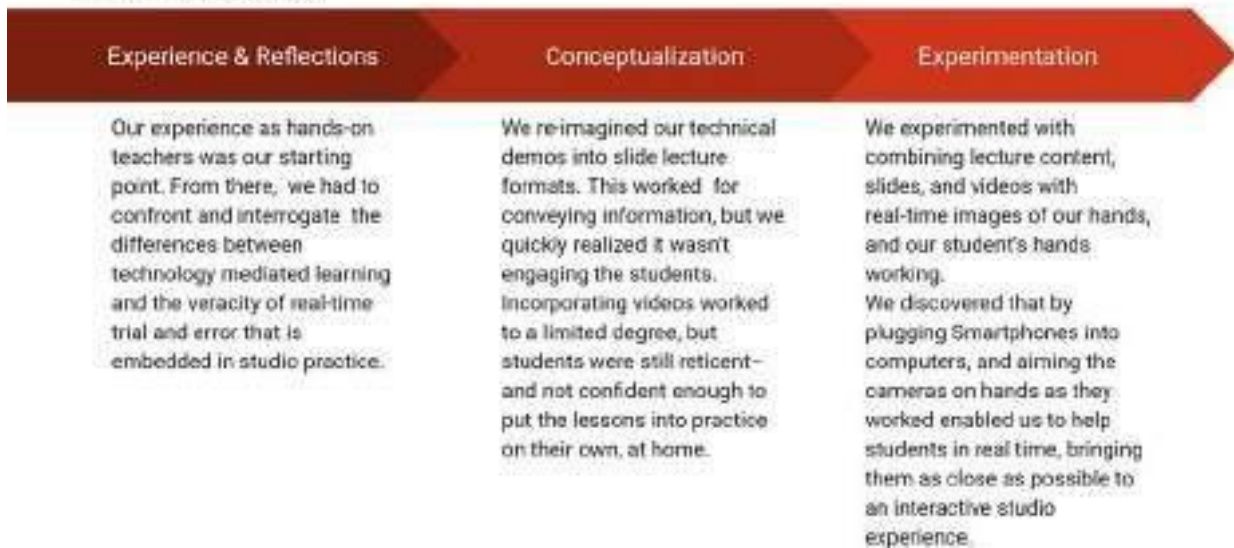 Experience & Reflections
Our experience as hands-on
teachers was our starting
point. From there, we had to
confront and interrogate the
differences between
technology mediated learning
and the veracity of real-time
trial and error that is
embedded in studio practice.
Conceptualization
We re-imagined our technical
demos into slide lecture
formats. This worked for
conveying information, but we
quickly realized it wasn't
engaging the students.
Incorporating videos worked
to a limited degree, but
students were still reticent–
and not confident enough to
put the lessons into practice
on their own, at home.
Experimentation
We experimented with
combining lecture content,
slides, and videos with
real-time images of our hands,
and our student's hands
working.
We discovered that by
plugging Smartphones into
computers, and aiming the
cameras on hands as they
worked enabled us to help
students in real time, bringing
them as close as possible to
an interactive studio
experience.